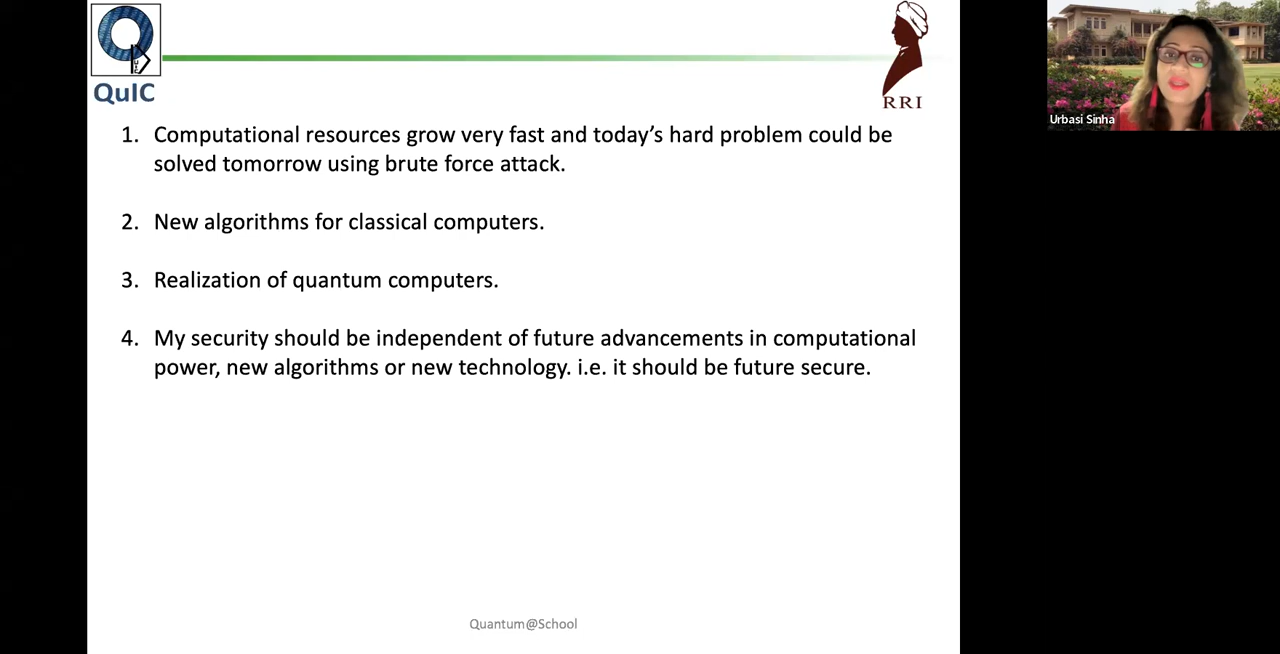 QuIC
RRI
Urbasi Sinha
1. Computational resources grow very fast and today’s hard problem could be
solved tomorrow using brute force attack.
2. New algorithms for classical computers.
3. Realization of quantum computers.
4. My security should be independent of future advancements in computational
power, new algorithms or new technology. i.e. it should be future secure.
Quantum@School